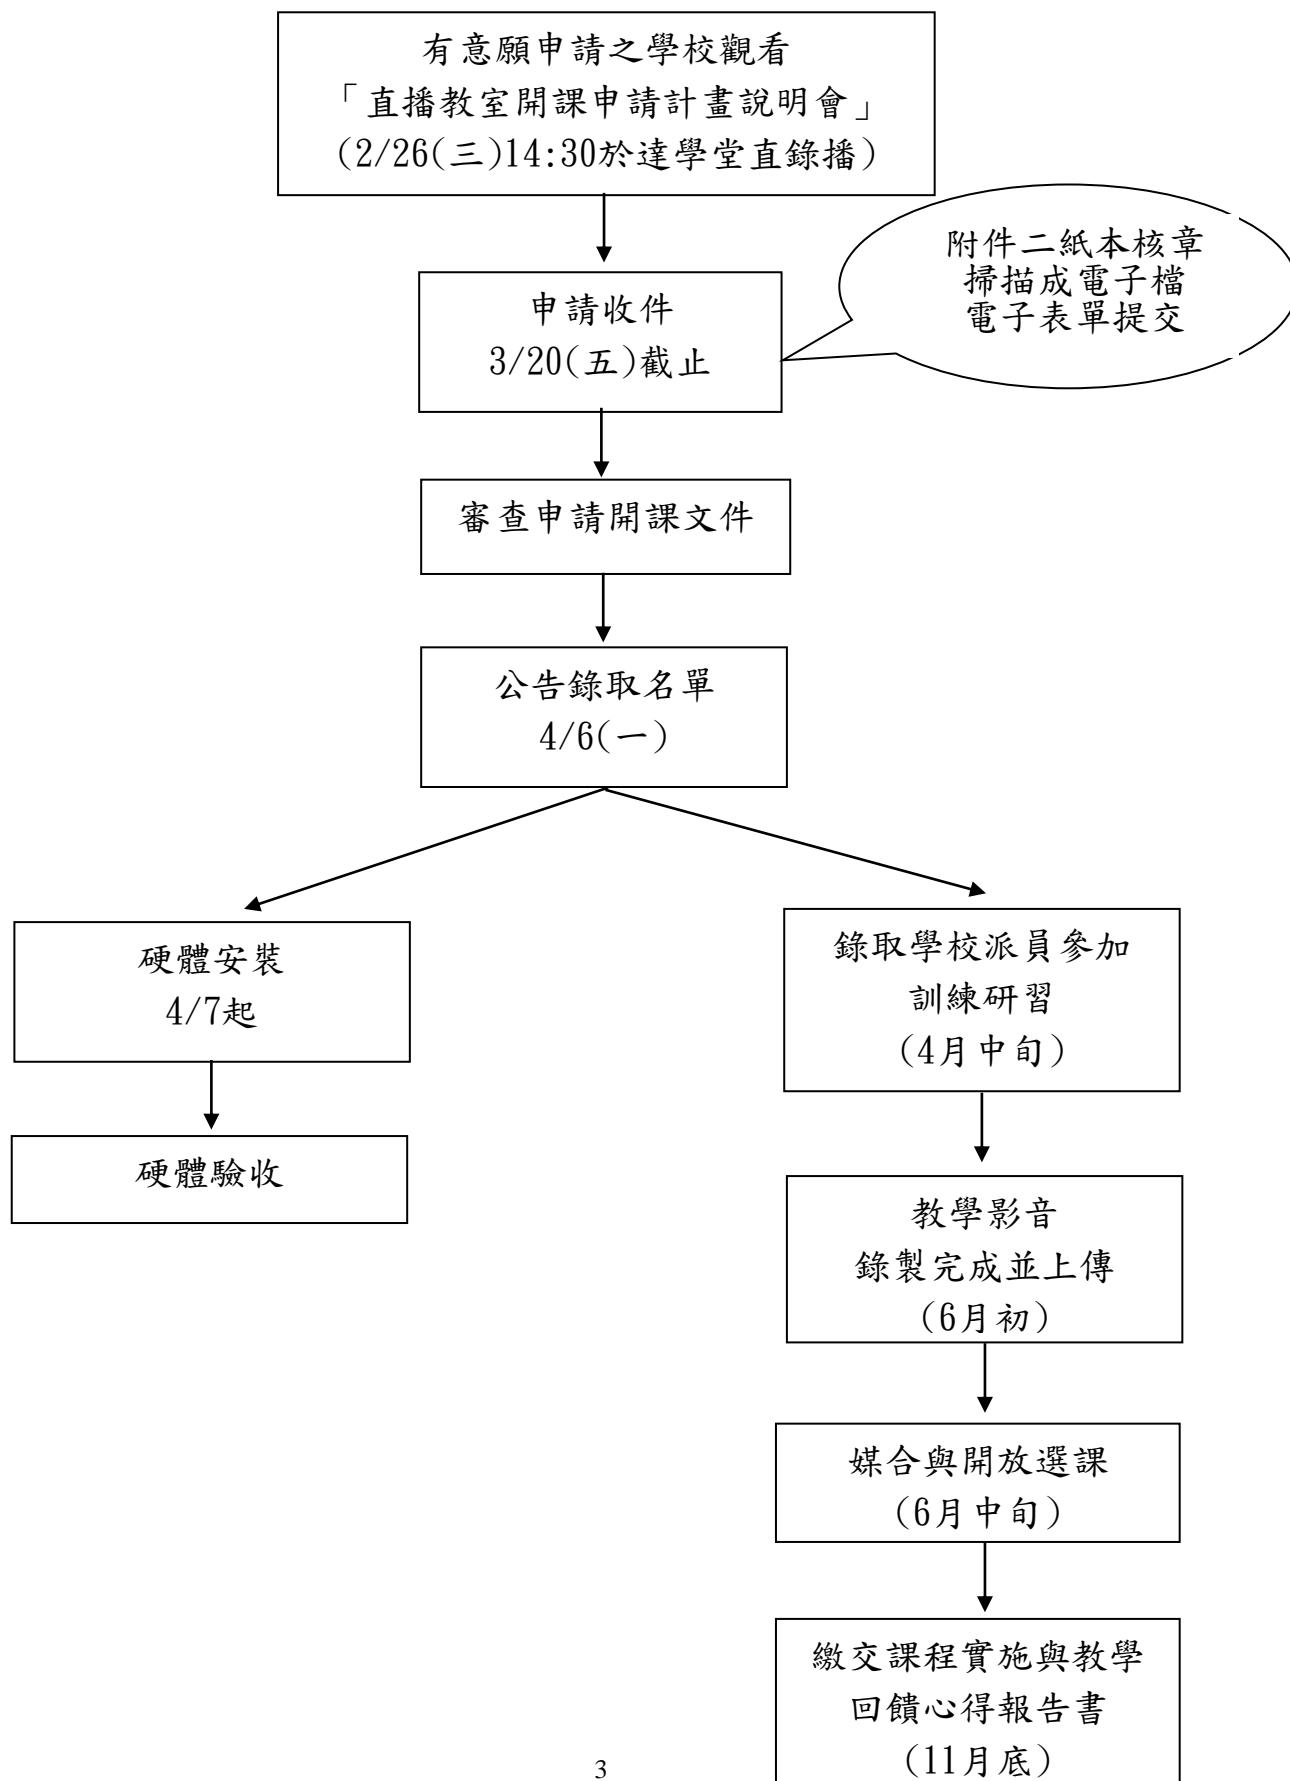 有意願申請之學校觀看
「直播教室開課申請計畫說明會」
(2/26(三)14:30於達學堂直錄播)
附件二紙本核章
掃描成電子檔
電子表單提交
申請收件
3/20(五)截止
審查申請開課文件
公告錄取名單
4/6(一)
硬體安裝
4/7起
硬體驗收
錄取學校派員參加
訓練研習
(4月中旬)
教學影音
錄製完成並上傳
(6月初)
媒合與開放選課
(6月中旬)
繳交課程實施與教學
回饋心得報告書
(11月底)
3